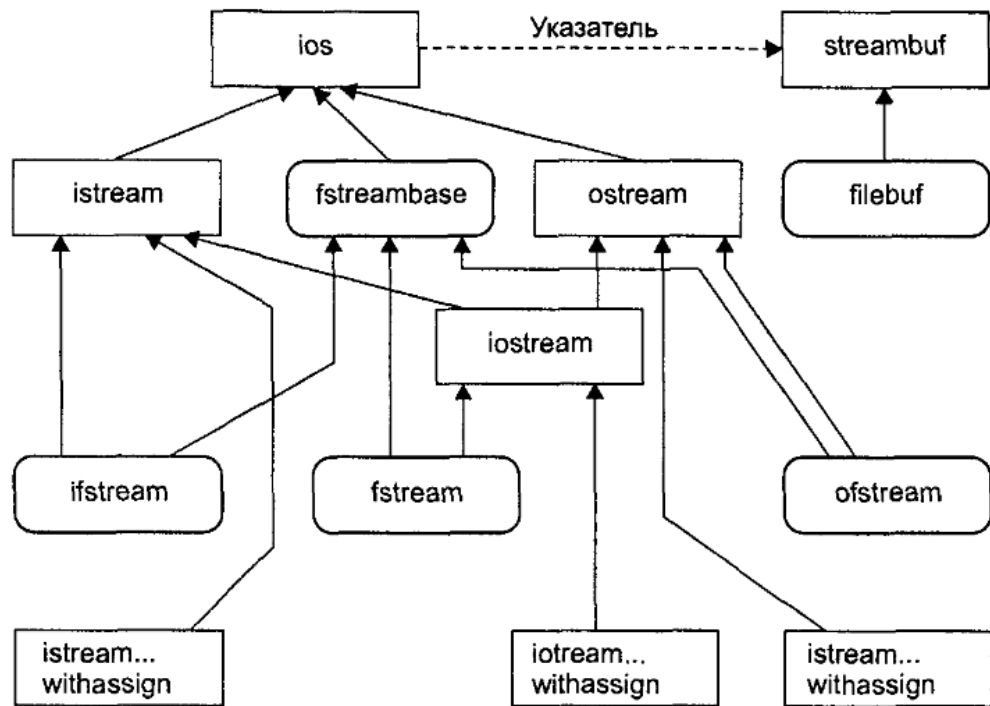 ios
Указатель
streambuf
istream
fstreambase
ostream
filebuf
iostream
ifstream
fstream
ofstream
istream...
withassign
iotream...
withassign
istream...
withassign